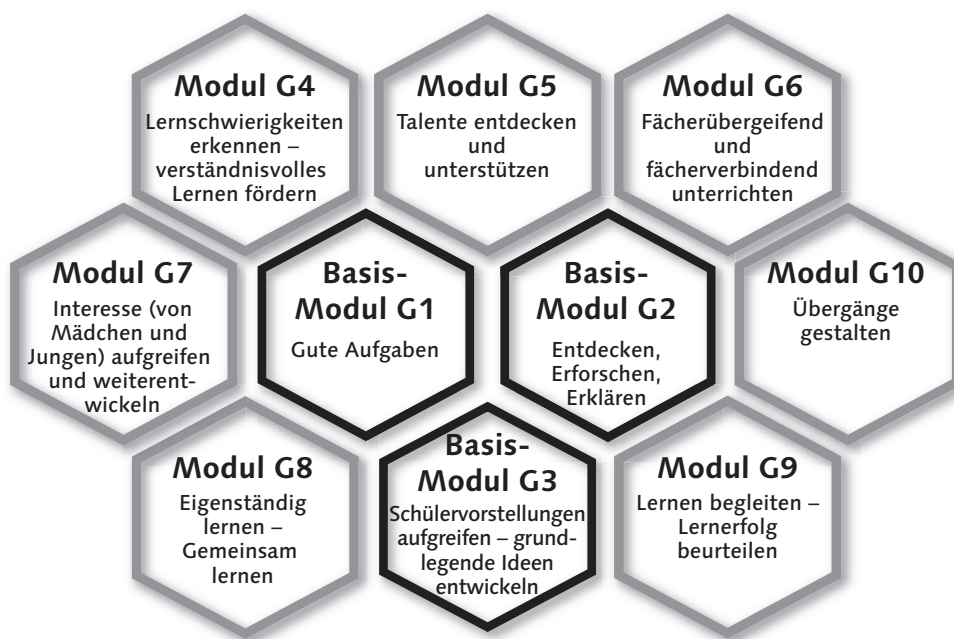 Modul G4
Lernschwierigkeiten
erkennen –
verständnisvolles
Lernen fördern
Modul G5
Talente entdecken
und
unterstützen
Modul G6
Fächerübergeifend
und
fächerverbindend
unterrichten
Modul G7
Interesse (von
Mädchen und
Jungen) aufgreifen
und weiterent-
wickeln
Basis-
Modul G1
Gute Aufgaben
Basis-
Modul G2
Entdecken,
Erforschen,
Erklären
Modul G10
Übergänge
gestalten
Modul G8
Eigenständig
lernen –
Gemeinsam
lernen
Basis-
Modul G3
Schülervorstellungen
aufgreifen – grund-
legende Ideen
entwickeln
Modul G9
Lernen begleiten –
Lernerfolg
beurteilen